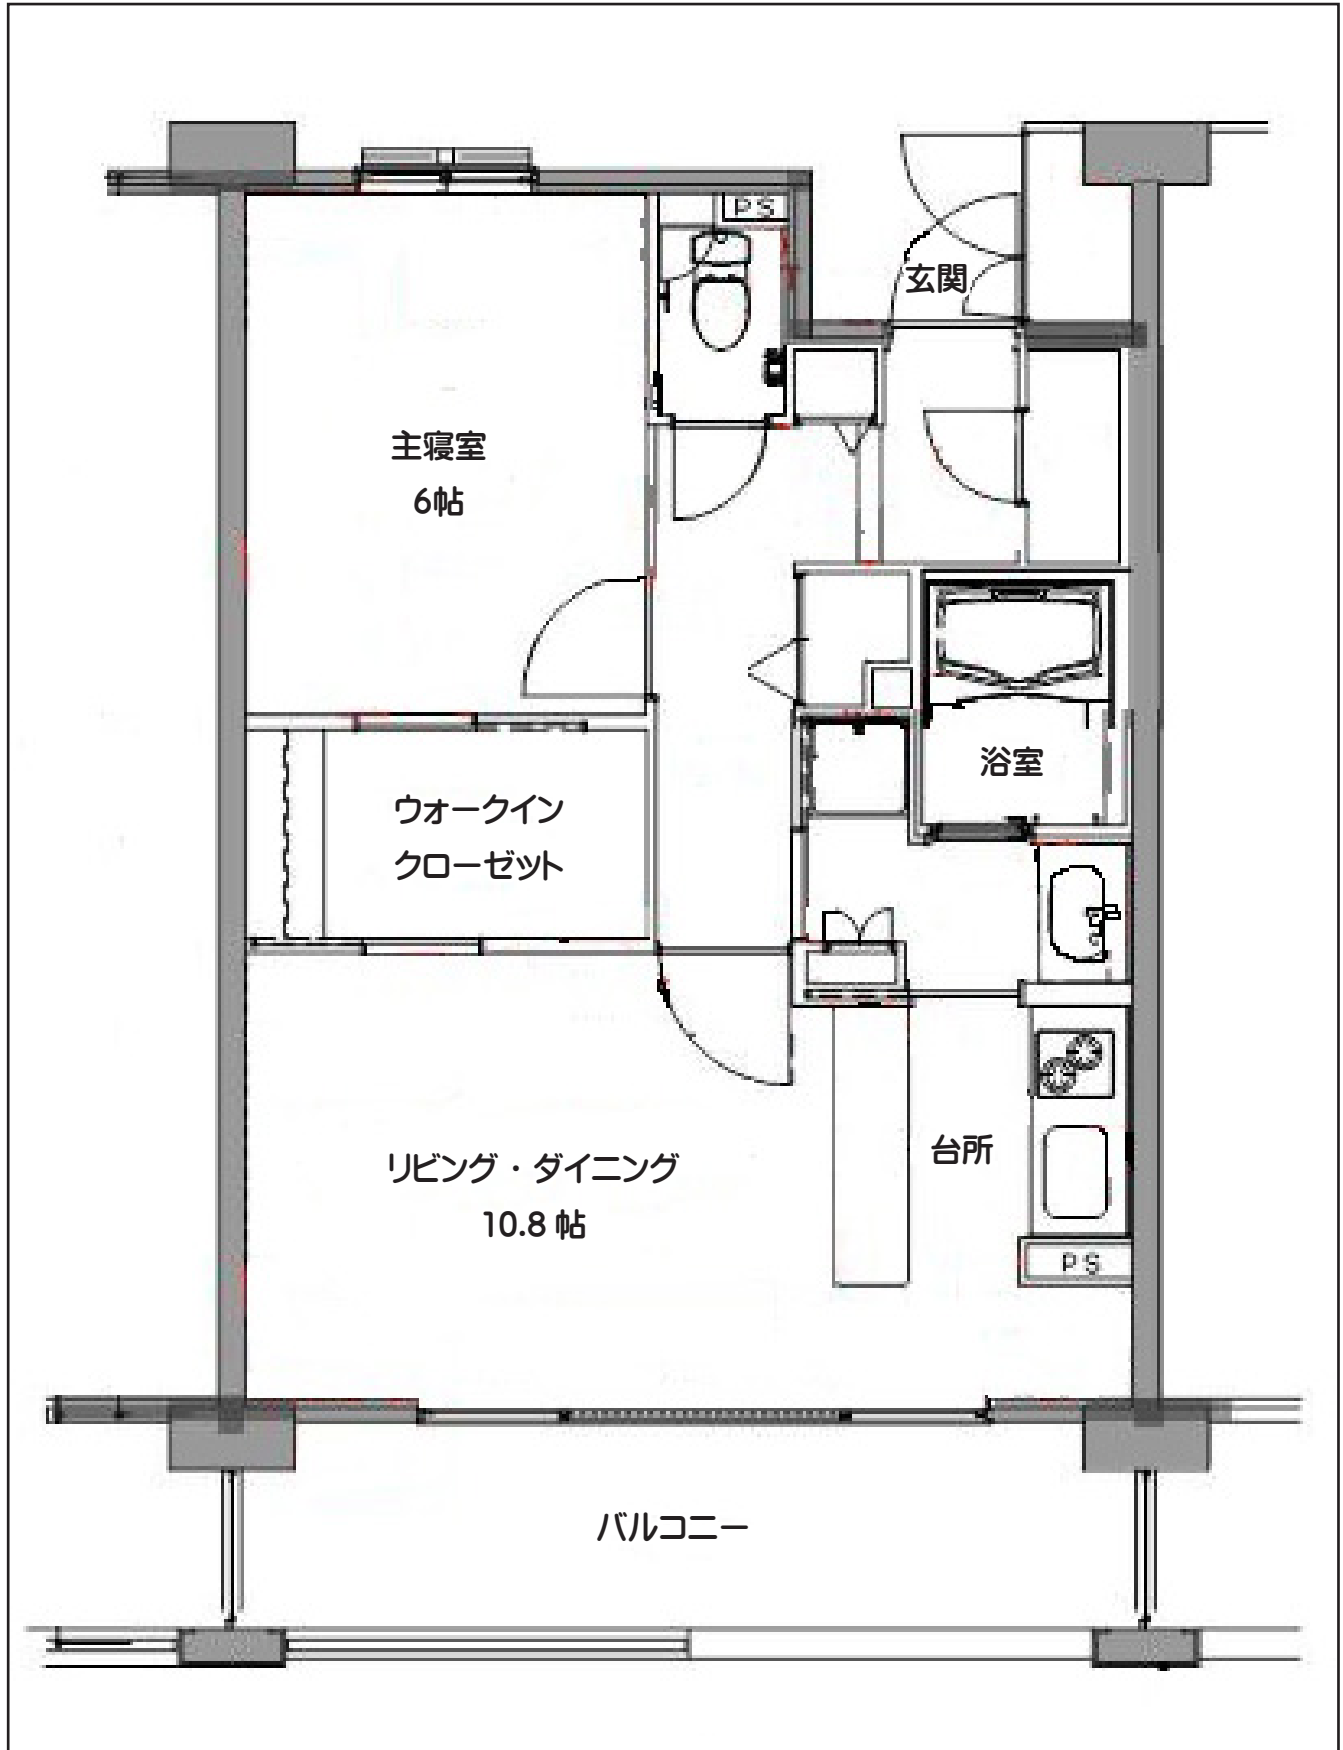 PS
玄関
主寝室
6帖
浴室
ウォークイン
クローゼット
台所
リビング・ダイニング
10.8帖
PS
バルコニー